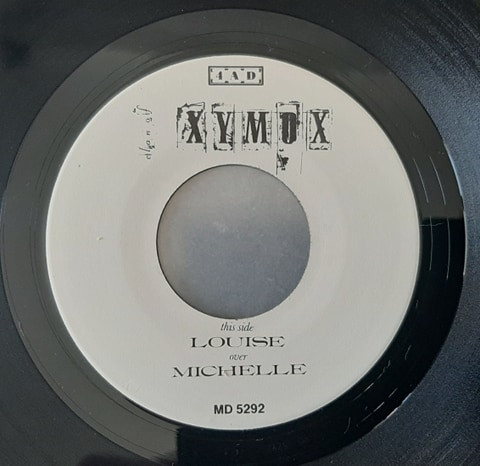 4AD
XYMOX
this side
LOUISE
over
MICHELLE
MD 5292